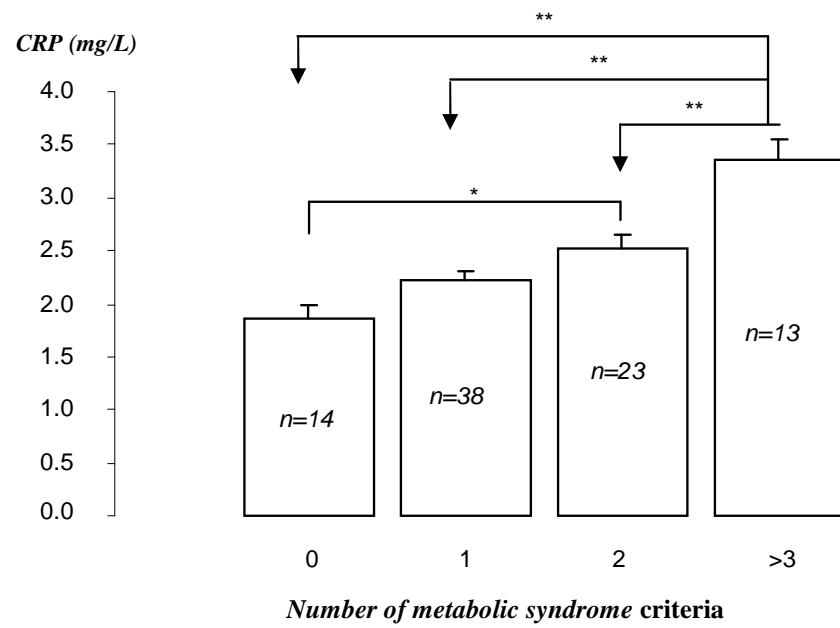 **
CRP (mg/L)
**
4.0
**
3.5
3.0
*
2.5
2.0
n=13
1.5
n=23
n=38
1.0
n=14
0.5
0.0
0 1 2 >3
Number of metabolic syndrome criteria